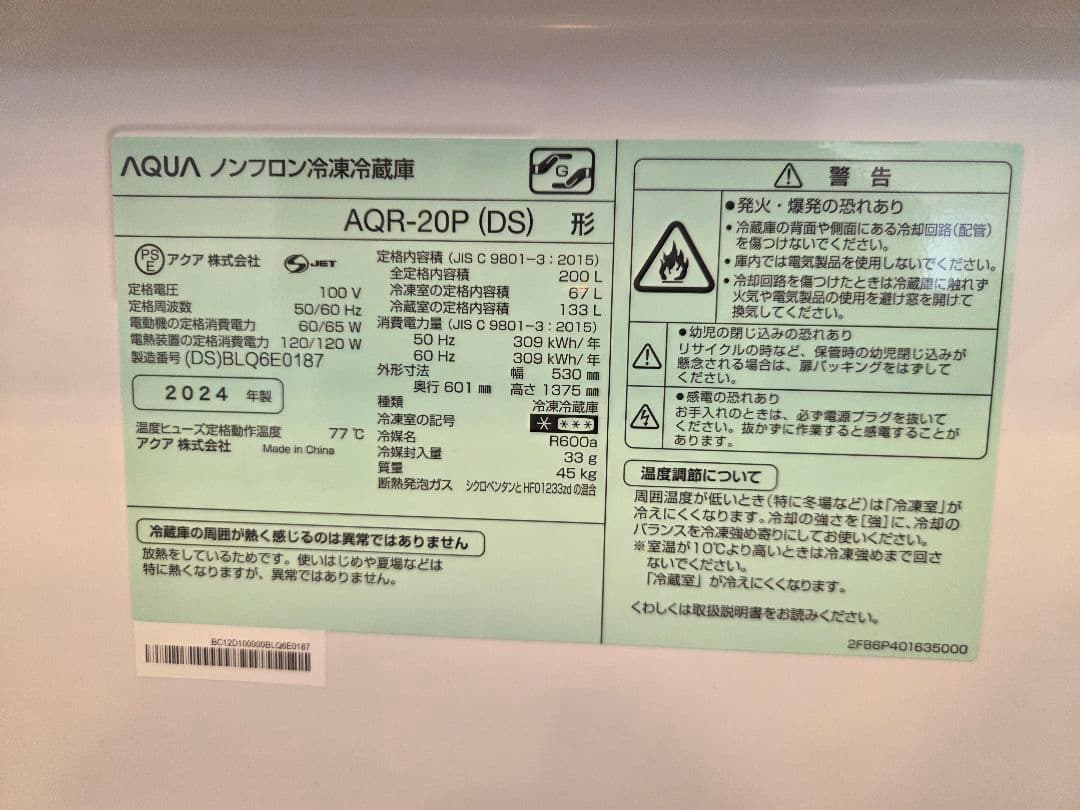 AQUA ノンフロン冷凍冷蔵庫
G
AQR-20P (DS) 形
PS E アクア 株式会社 S JET
定格電圧 100 V
定格周波数 50/60 Hz
電動機の定格消費電力 60/65 W
電熱装置の定格消費電力 120/120 W
製造番号 (DS)BLQ6E0187
2024 年製
温度ヒューズ定格動作温度 77℃
アクア 株式会社 Made in China
定格内容積 (JIS C 9801-3:2015)
全定格内容積 200 L
冷凍室の定格内容積 67 L
冷蔵室の定格内容積 133 L
消費電力量 (JIS C 9801-3:2015)
50 Hz 309 kWh/年
60 Hz 309 kWh/年
外形寸法 幅 530 ㎜
奥行 601 ㎜ 高さ 1375 ㎜
種類 冷凍冷蔵庫
冷凍室の記号 * ***
冷媒名 R600a
冷媒封入量 33 g
質量 45 kg
断熱発泡ガス シクロペンタンとHFO1233zdの混合
冷蔵庫の周囲が熱く感じるのは異常ではありません
放熱をしているためです。使いはじめや夏場などは
特に熱くなりますが、異常ではありません。
BC12D100000BLQ6E0187
警告
●発火・爆発の恐れあり
・冷蔵庫の背面や側面にある冷却回路(配管)
を傷つけないでください。
・庫内では電気製品を使用しないでください。
・冷却回路を傷つけたときは冷蔵庫に触れず
火気や電気製品の使用を避け窓を開けて
換気してください。
●幼児の閉じ込みの恐れあり
リサイクルの時など、保管時の幼児閉じ込みが
懸念される場合は、扉パッキングをはずして
ください。
●感電の恐れあり
お手入れのときは、必ず電源プラグを抜いて
ください。抜かずに作業すると感電することが
あります。
温度調節について
周囲温度が低いとき(特に冬場など)は「冷凍室」が
冷えにくくなります。冷却の強さを[強]に、冷却の
バランスを冷凍強め寄りにしてお使いください。
※室温が10℃より高いときは冷凍強めまで回さ
ないでください。
「冷蔵室」が冷えにくくなります。
くわしくは取扱説明書をお読みください。
2FB6P401635000